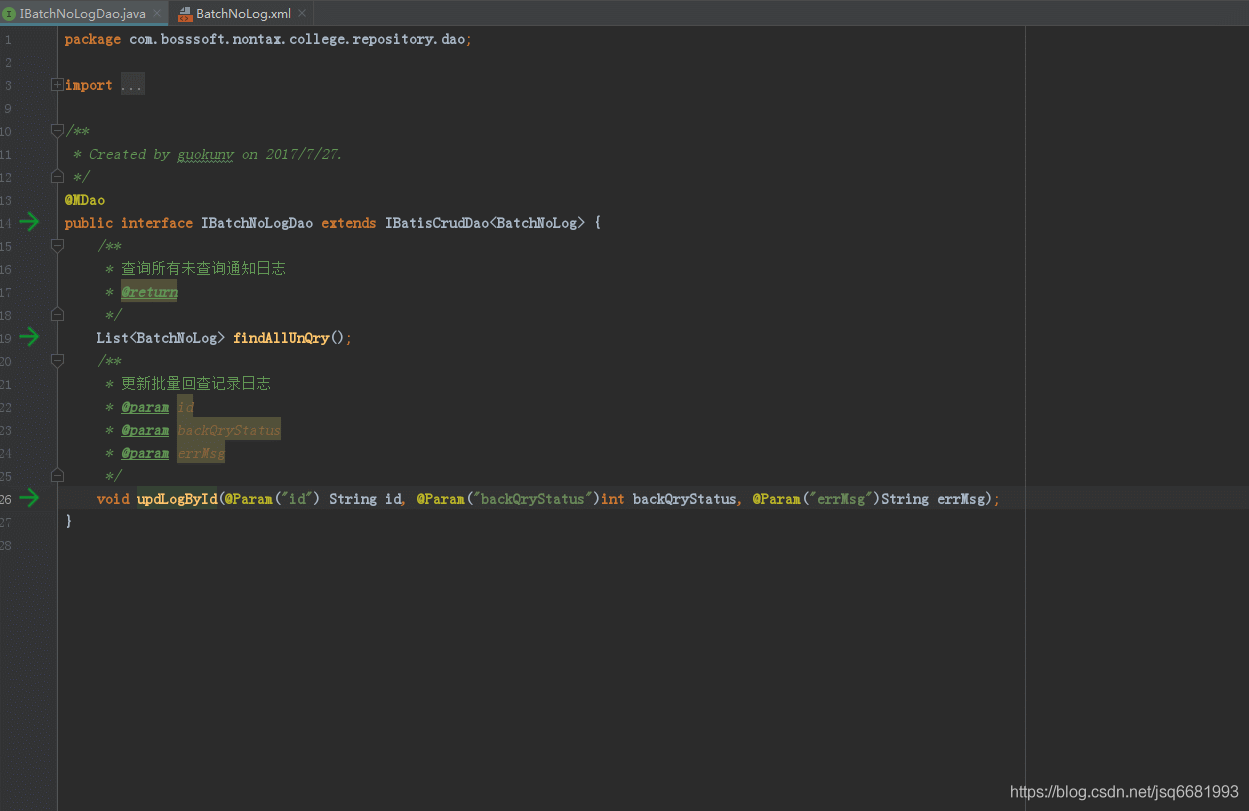 IBatchNoLogDao.java BatchNoLog.xml
1 package com.bosssoft.nontax.college.repository.dao;
2
3 import ...
9
10 /**
11 * Created by guokunv on 2017/7/27.
12 */
13 @MDao
14 public interface IBatchNoLogDao extends IBatisCrudDao<BatchNoLog> {
15 /**
16 * 查询所有未查询通知日志
17 * @return
18 */
19 List<BatchNoLog> findAllUnQry();
20 /**
21 * 更新批量回查记录日志
22 * @param id
23 * @param backQryStatus
24 * @param errMsg
25 */
26 void updLogById(@Param("id") String id, @Param("backQryStatus")int backQryStatus, @Param("errMsg")String errMsg);
27 }
28
https://blog.csdn.net/jsq6681993